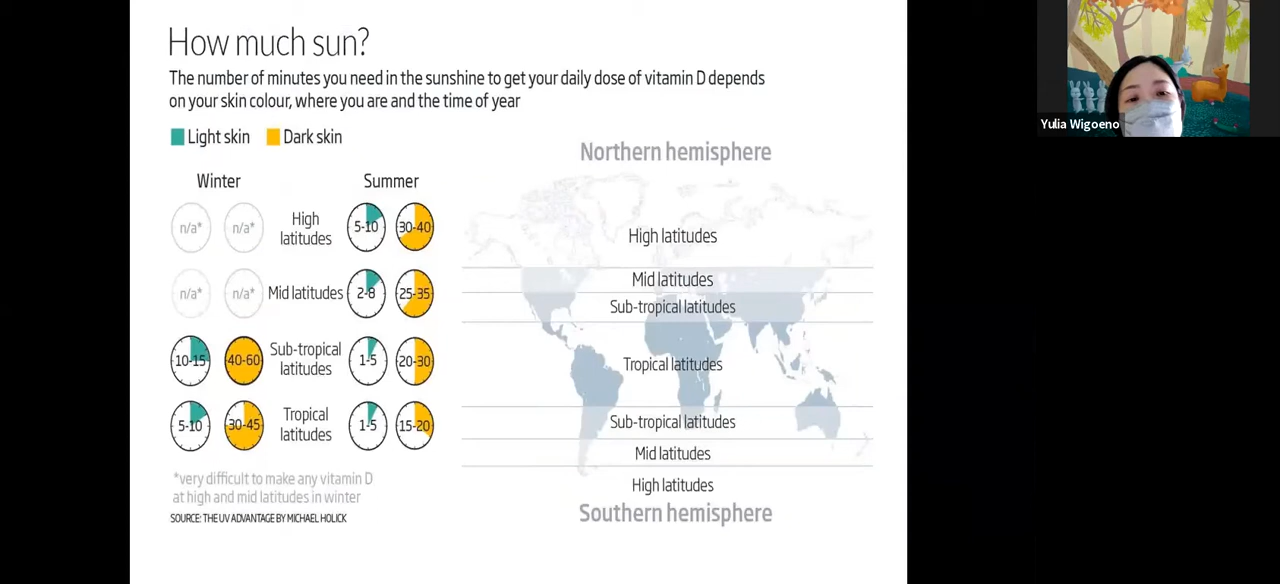 How much sun?
The number of minutes you need in the sunshine to get your daily dose of vitamin D depends
on your skin colour, where you are and the time of year
Light skin Dark skin
Winter Summer
n/a* n/a* High latitudes 5-10 30-40
n/a* n/a* Mid latitudes 2-8 25-35
10-15 40-60 Sub-tropical latitudes 1-5 20-30
5-10 30-45 Tropical latitudes 1-5 15-20
*very difficult to make any vitamin D
at high and mid latitudes in winter
SOURCE: THE UV ADVANTAGE BY MICHAEL HOLICK
Northern hemisphere
High latitudes
Mid latitudes
Sub-tropical latitudes
Tropical latitudes
Sub-tropical latitudes
Mid latitudes
High latitudes
Southern hemisphere
Yulia Wigoeno